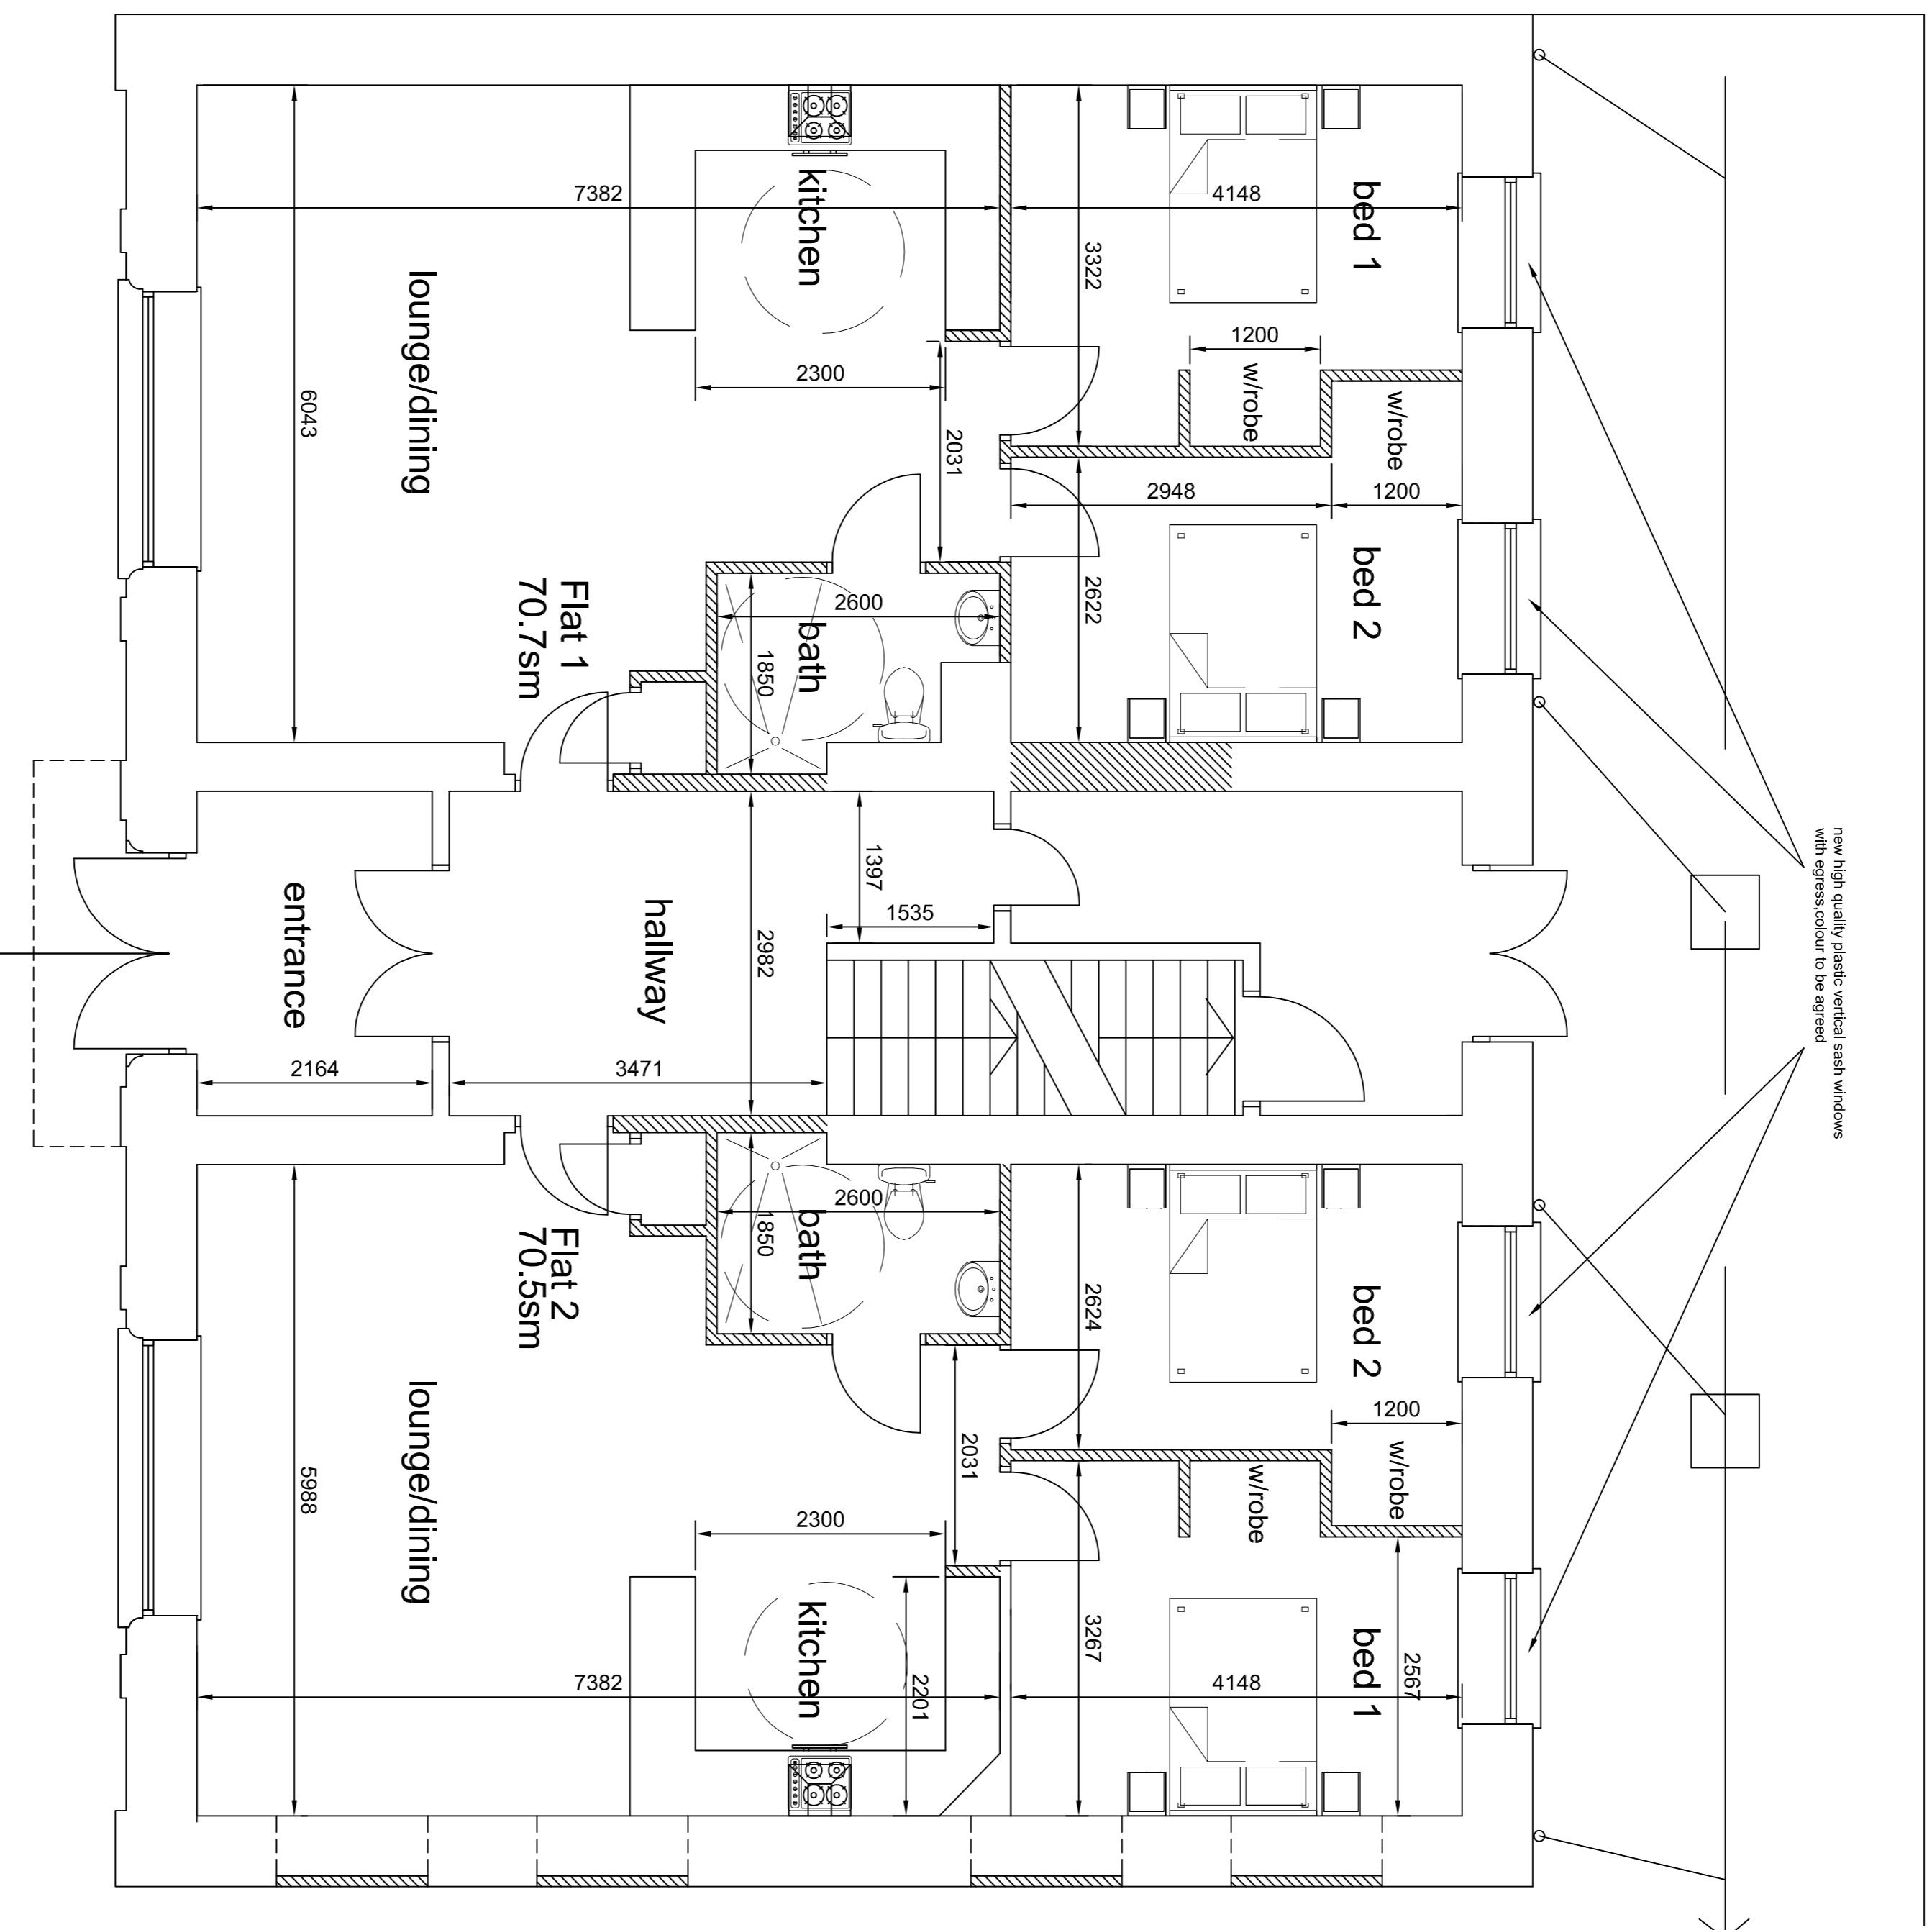 new high quality plastic vertical sash windows
with egress,colour to be agreed
w/robe
1200
1200
w/robe
2567
bed 1
bed 2
bed 2
bed 1
4148
1200
w/robe
2948
w/robe
4148
3322
2622
2624
3267
2031
2031
1397
1535
2201
kitchen
2300
bath
2600
1850
2982
2600
bath
1850
2300
kitchen
7382
hallway
3471
7382
Flat 1
70.7sm
Flat 2
70.5sm
lounge/dining
lounge/dining
6043
entrance
2164
5988